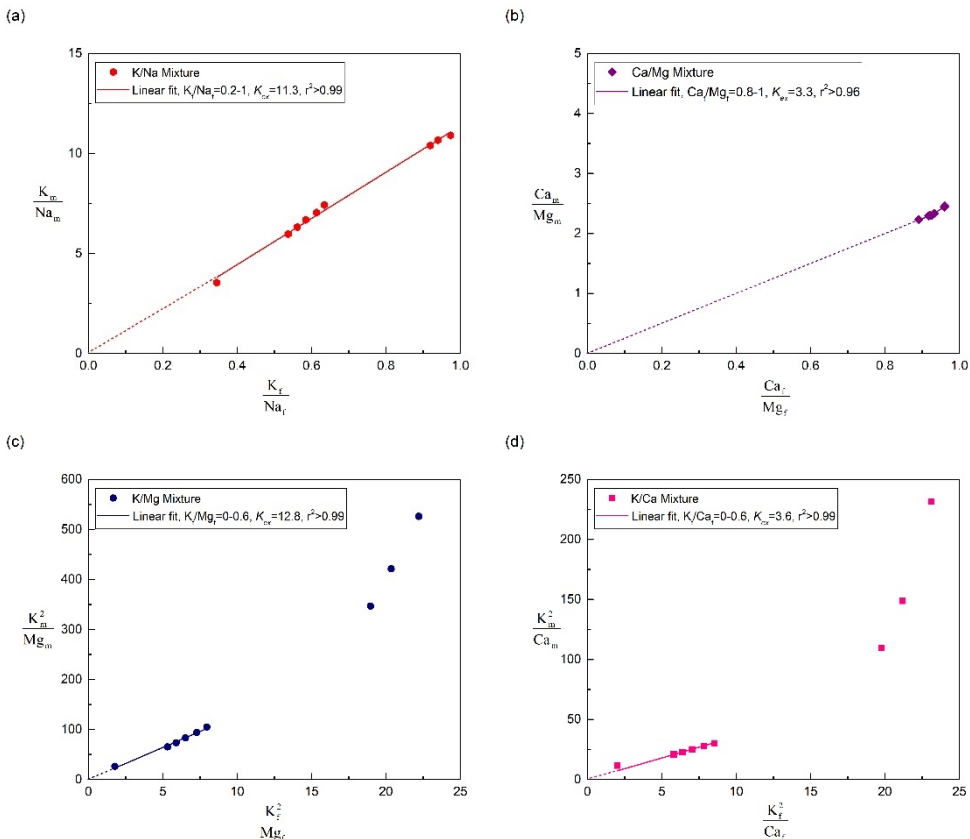 (a)
15
10
5
0
K/Na Mixture
Linear fit, Kf/Naf=0.2-1, Kex=11.3, r²>0.99
Km
Nam
0.0 0.2 0.4 0.6 0.8 1.0
Kf
Naf
(b)
5
4
3
2
1
0
Ca/Mg Mixture
Linear fit, Caf/Mgf=0.8-1, Kex=3.3, r²>0.96
Cam
Mgm
0.0 0.2 0.4 0.6 0.8 1.0
Caf
Mgf
(c)
600
500
400
300
200
100
0
K/Mg Mixture
Linear fit, Kf/Mgf=0-0.6, Kex=12.8, r²>0.99
K²m
Mgm
0 5 10 15 20 25
K²f
Mgf
(d)
250
200
150
100
50
0
K/Ca Mixture
Linear fit, Kf/Caf=0-0.6, Kex=3.6, r²>0.99
K²m
Cam
0 5 10 15 20 25
K²f
Caf